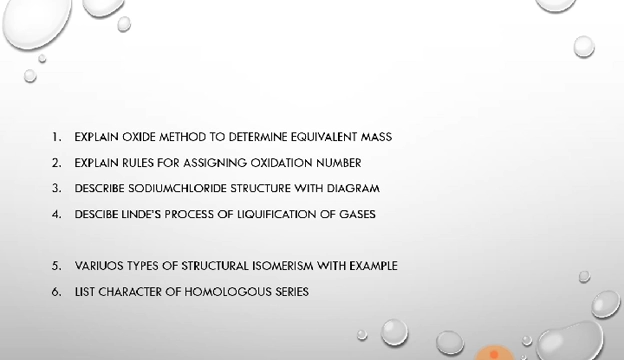 1. EXPLAIN OXIDE METHOD TO DETERMINE EQUIVALENT MASS
2. EXPLAIN RULES FOR ASSIGNING OXIDATION NUMBER
3. DESCRIBE SODIUMCHLORIDE STRUCTURE WITH DIAGRAM
4. DESCIBE LINDE'S PROCESS OF LIQUIFICATION OF GASES
5. VARIUOS TYPES OF STRUCTURAL ISOMERISM WITH EXAMPLE
6. LIST CHARACTER OF HOMOLOGOUS SERIES